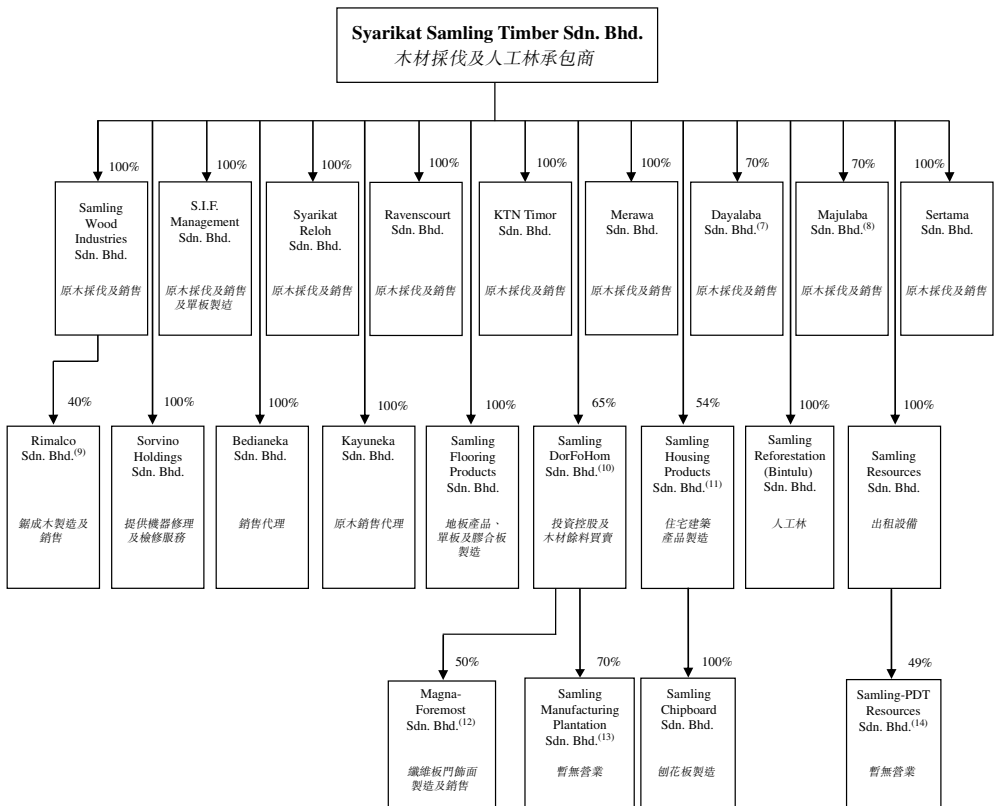 Syarikat Samling Timber Sdn. Bhd.
木材採伐及人工林承包商
100%
100%
100%
100%
100%
100%
70%
70%
100%
Samling
Wood
Industries
Sdn. Bhd.
原木採伐及銷售
S.I.F.
Management
Sdn. Bhd.
原木採伐及銷售
及單板製造
Syarikat
Reloh
Sdn. Bhd.
原木採伐及銷售
Ravenscourt
Sdn. Bhd.
原木採伐及銷售
KTN Timor
Sdn. Bhd.
原木採伐及銷售
Merawa
Sdn. Bhd.
原木採伐及銷售
Dayalaba
Sdn. Bhd.(7)
原木採伐及銷售
Majulaba
Sdn. Bhd.(8)
原木採伐及銷售
Sertama
Sdn. Bhd.
原木採伐及銷售
40%
100%
100%
100%
100%
65%
54%
100%
100%
Rimalco
Sdn. Bhd.(9)
鋸成木製造及
銷售
Sorvino
Holdings
Sdn. Bhd.
提供機器修理
及檢修服務
Bedianeka
Sdn. Bhd.
銷售代理
Kayuneka
Sdn. Bhd.
原木銷售代理
Samling
Flooring
Products
Sdn. Bhd.
地板產品、
單板及膠合板
製造
Samling
DorFoHom
Sdn. Bhd.(10)
投資控股及
木材餘料買賣
Samling
Housing
Products
Sdn. Bhd.(11)
住宅建築
產品製造
Samling
Reforestation
(Bintulu)
Sdn. Bhd.
人工林
Samling
Resources
Sdn. Bhd.
出租設備
50%
70%
100%
49%
Magna-
Foremost
Sdn. Bhd.(12)
纖維板門飾面
製造及銷售
Samling
Manufacturing
Plantation
Sdn. Bhd.(13)
暫無營業
Samling
Chipboard
Sdn. Bhd.
刨花板製造
Samling-PDT
Resources
Sdn. Bhd.(14)
暫無營業